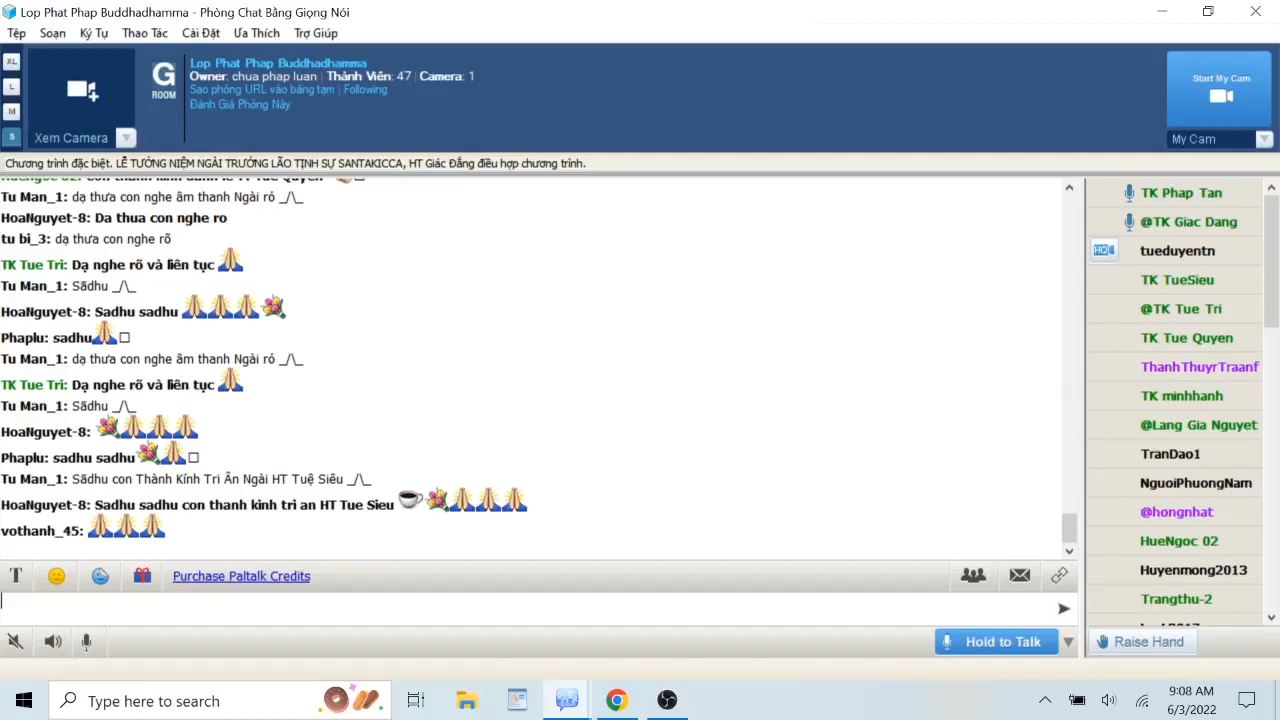 Lop Phat Phap Buddhadhamma - Phòng Chat Bằng Giọng Nói
Tệp Soạn Ký Tự Thao Tác Cài Đặt Ưa Thích Trợ Giúp
XL
L
M
S
Xem Camera
G
ROOM
Lop Phat Phap Buddhadhamma
Owner: chua phap luan | Thành Viên: 47 | Camera: 1
Sao phỏng URL vào bảng tạm | Following
Đánh Giá Phòng Này
Start My Cam
My Cam
Chương trình đặc biệt. LỄ TƯỞNG NIỆM NGÀI TRƯỞNG LÃO TỊNH SỰ SANTAKICCA, HT Giác Đẳng điều hợp chương trình.
Tu Man_1: dạ thưa con nghe âm thanh Ngài rỏ _/\_
HoaNguyet-8: Da thua con nghe ro
tu bi_3: dạ thưa con nghe rõ
TK Tue Tri: Dạ nghe rõ và liên tục
Tu Man_1: Sādhu _/\_
HoaNguyet-8: Sadhu sadhu
Phaplu: sadhu
Tu Man_1: dạ thưa con nghe âm thanh Ngài rỏ _/\_
TK Tue Tri: Dạ nghe rõ và liên tục
Tu Man_1: Sādhu _/\_
HoaNguyet-8:
Phaplu: sadhu sadhu
Tu Man_1: Sādhu con Thành Kính Tri Ân Ngài HT Tuệ Siêu _/\_
HoaNguyet-8: Sadhu sadhu con thanh kinh tri an HT Tue Sieu
vothanh_45:
T
Purchase Paltalk Credits
Hold to Talk
TK Phap Tan
@TK Giac Dang
HQ
tueduyentn
TK TueSieu
@TK Tue Tri
TK Tue Quyen
ThanhThuyrTraanf
TK minhhanh
@Lang Gia Nguyet
TranDao1
NguoiPhuongNam
@hongnhat
HueNgoc 02
Huyenmong2013
Trangthu-2
Raise Hand
Type here to search
9:08 AM
6/3/2022